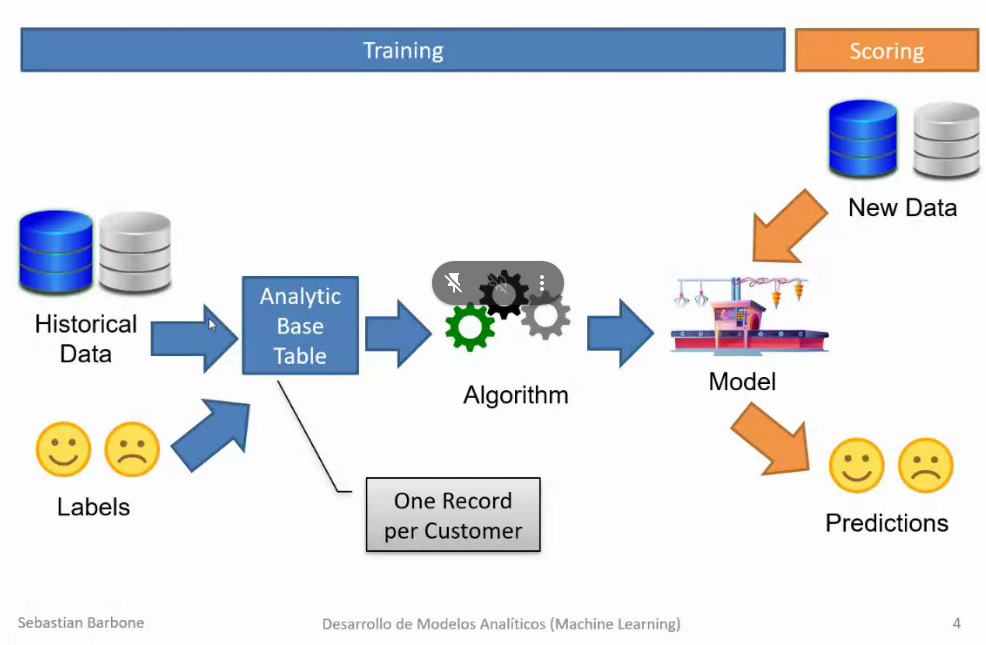 Training
Scoring
New Data
Historical
Data
Analytic
Base
Table
Algorithm
Model
Labels
One Record
per Customer
Predictions
Sebastian Barbone
Desarrollo de Modelos Analíticos (Machine Learning)
4